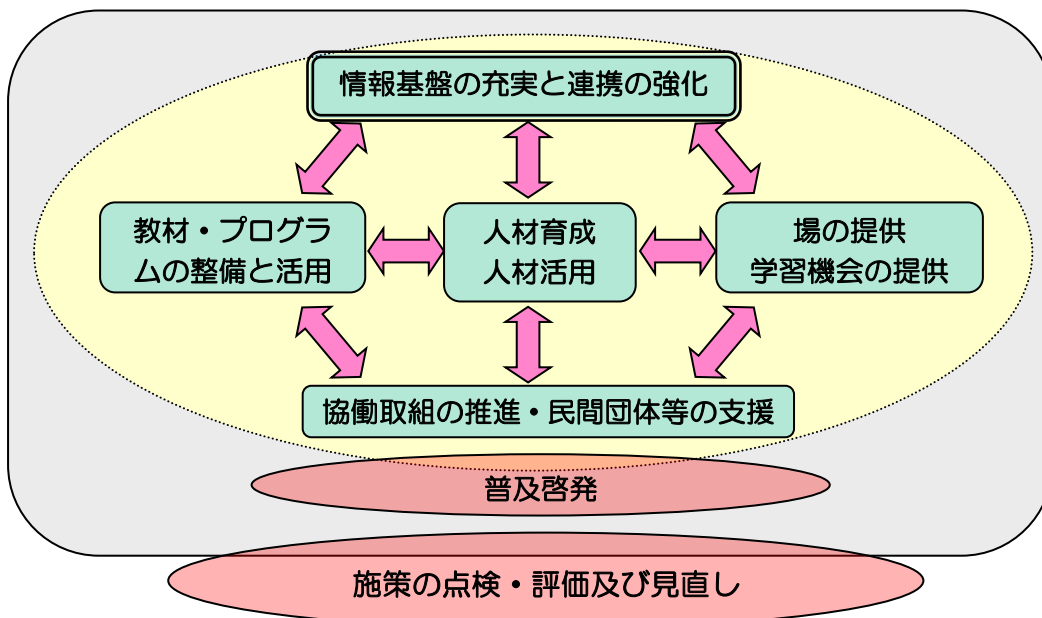 情報基盤の充実と連携の強化
教材・プログラ
ムの整備と活用
人材育成
人材活用
場の提供
学習機会の提供
協働取組の推進・民間団体等の支援
普及啓発
施策の点検・評価及び見直し